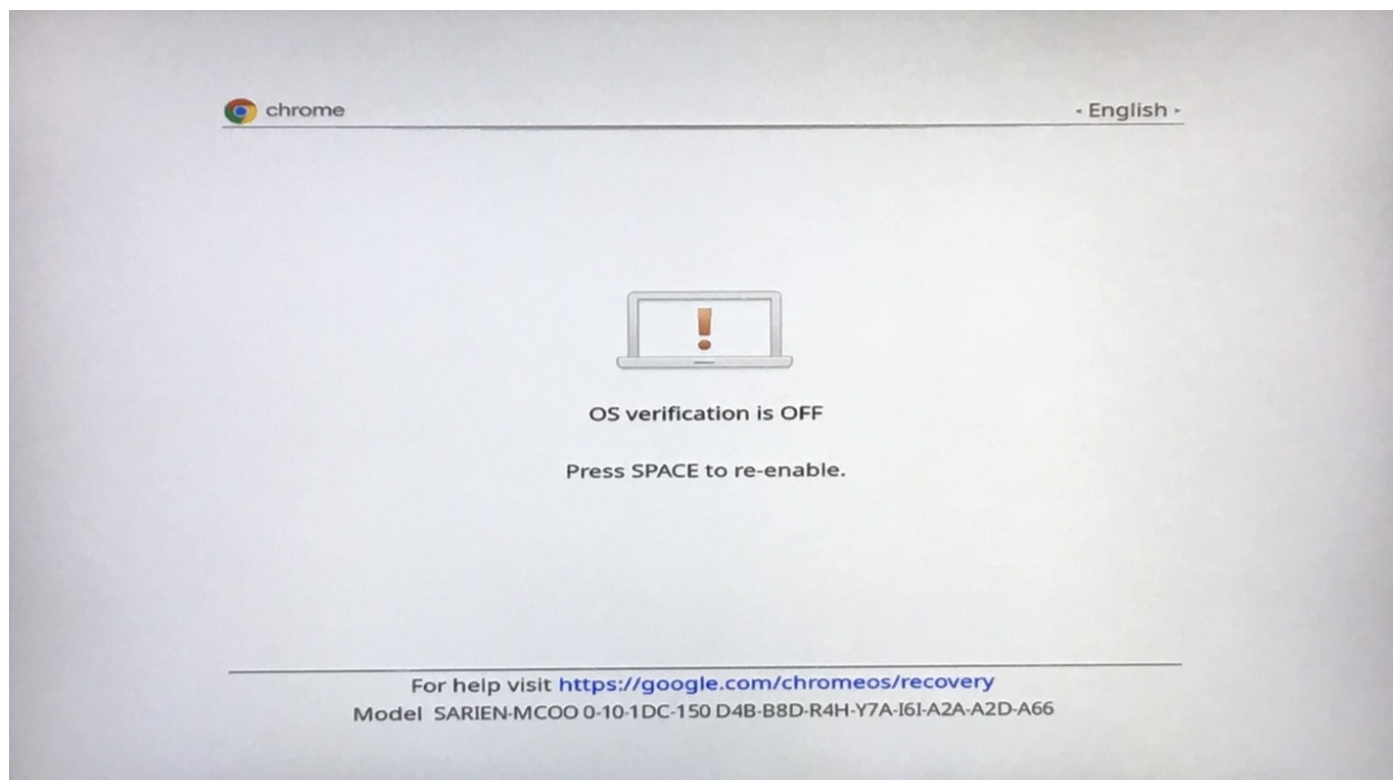 chrome
- English -
OS verification is OFF
Press SPACE to re-enable.
For help visit https://google.com/chromeos/recovery
Model SARIEN-MCOO 0-10-1DC-150 D4B-B8D-R4H-Y7A-I6I-A2A-A2D-A66